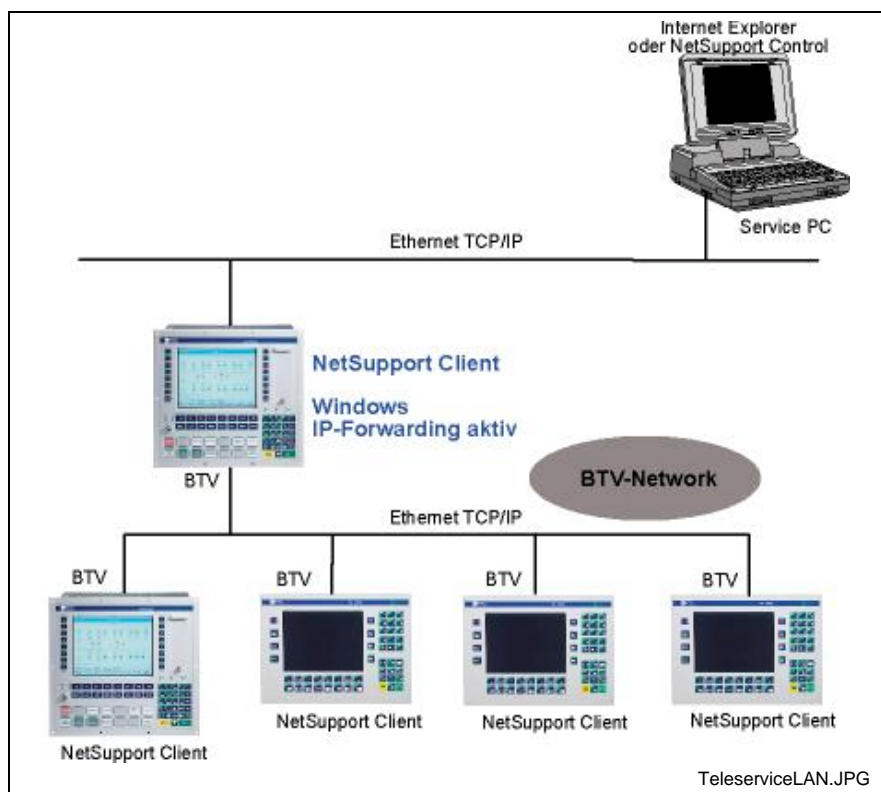 Internet Explorer
oder NetSupport Control
Service PC
Ethernet TCP/IP
NetSupport Client
Windows
IP-Forwarding aktiv
BTV
BTV-Network
Ethernet TCP/IP
BTV
BTV
BTV
BTV
NetSupport Client
NetSupport Client
NetSupport Client
NetSupport Client
TeleserviceLAN.JPG